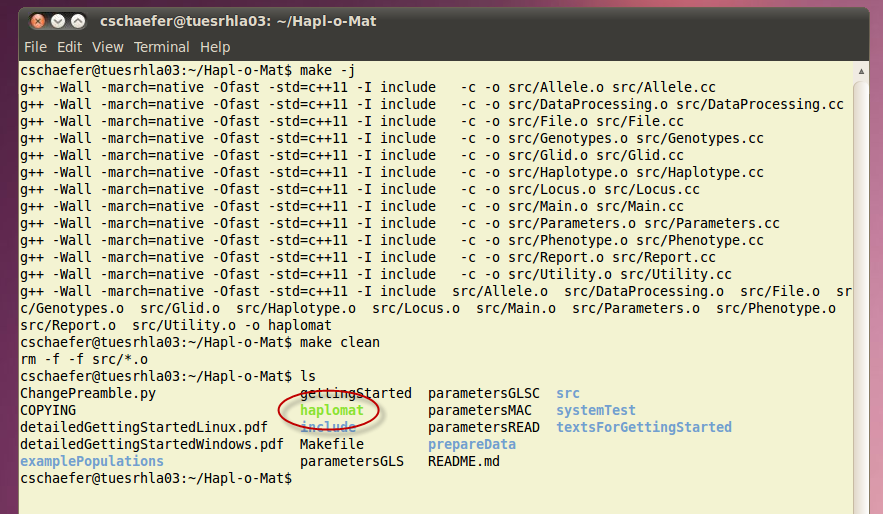 cschaefer@tuesrhla03: ~/Hapl-o-Mat
File Edit View Terminal Help
cschaefer@tuesrhla03:~/Hapl-o-Mat$ make -j
g++ -Wall -march=native -Ofast -std=c++11 -I include   -c -o src/Allele.o src/Allele.cc
g++ -Wall -march=native -Ofast -std=c++11 -I include   -c -o src/DataProcessing.o src/DataProcessing.cc
g++ -Wall -march=native -Ofast -std=c++11 -I include   -c -o src/File.o src/File.cc
g++ -Wall -march=native -Ofast -std=c++11 -I include   -c -o src/Genotypes.o src/Genotypes.cc
g++ -Wall -march=native -Ofast -std=c++11 -I include   -c -o src/Glid.o src/Glid.cc
g++ -Wall -march=native -Ofast -std=c++11 -I include   -c -o src/Haplotype.o src/Haplotype.cc
g++ -Wall -march=native -Ofast -std=c++11 -I include   -c -o src/Locus.o src/Locus.cc
g++ -Wall -march=native -Ofast -std=c++11 -I include   -c -o src/Main.o src/Main.cc
g++ -Wall -march=native -Ofast -std=c++11 -I include   -c -o src/Parameters.o src/Parameters.cc
g++ -Wall -march=native -Ofast -std=c++11 -I include   -c -o src/Phenotype.o src/Phenotype.cc
g++ -Wall -march=native -Ofast -std=c++11 -I include   -c -o src/Report.o src/Report.cc
g++ -Wall -march=native -Ofast -std=c++11 -I include   -c -o src/Utility.o src/Utility.cc
g++ -Wall -march=native -Ofast -std=c++11 -I include  src/Allele.o  src/DataProcessing.o  src/File.o  sr
c/Genotypes.o  src/Glid.o  src/Haplotype.o  src/Locus.o  src/Main.o  src/Parameters.o  src/Phenotype.o
src/Report.o  src/Utility.o -o haplomat
cschaefer@tuesrhla03:~/Hapl-o-Mat$ make clean
rm -f -f src/*.o
cschaefer@tuesrhla03:~/Hapl-o-Mat$ ls
ChangePreamble.py                 gettingStarted  parametersGLSC  src
COPYING                           haplomat        parametersMAC   systemTest
detailedGettingStartedLinux.pdf   include         parametersREAD  textsForGettingStarted
detailedGettingStartedWindows.pdf  Makefile        prepareData
examplePopulations                parametersGLS   README.md
cschaefer@tuesrhla03:~/Hapl-o-Mat$